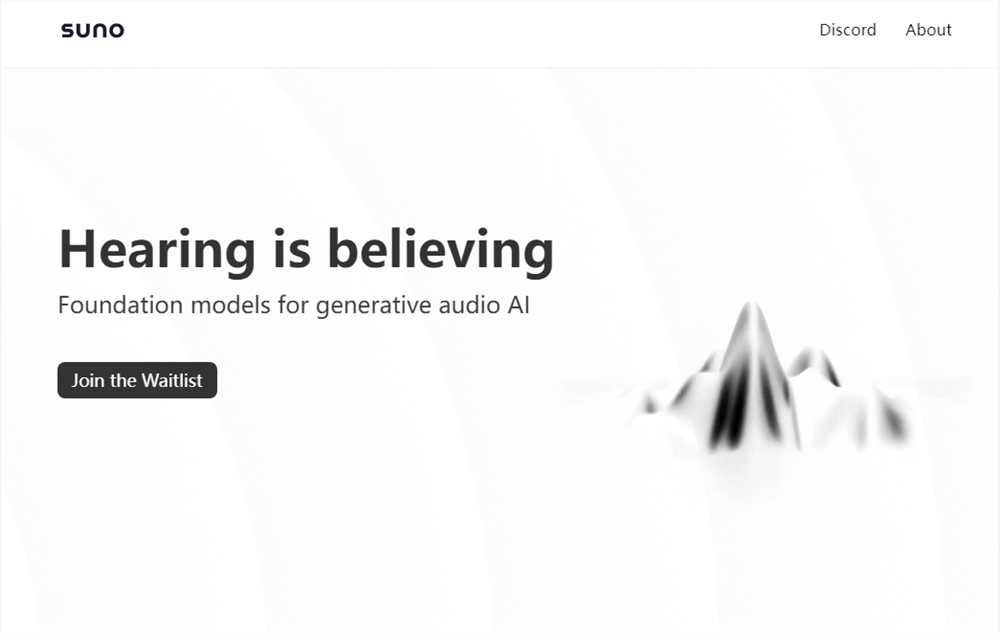 suno
Discord About
Hearing is believing
Foundation models for generative audio AI
Join the Waitlist